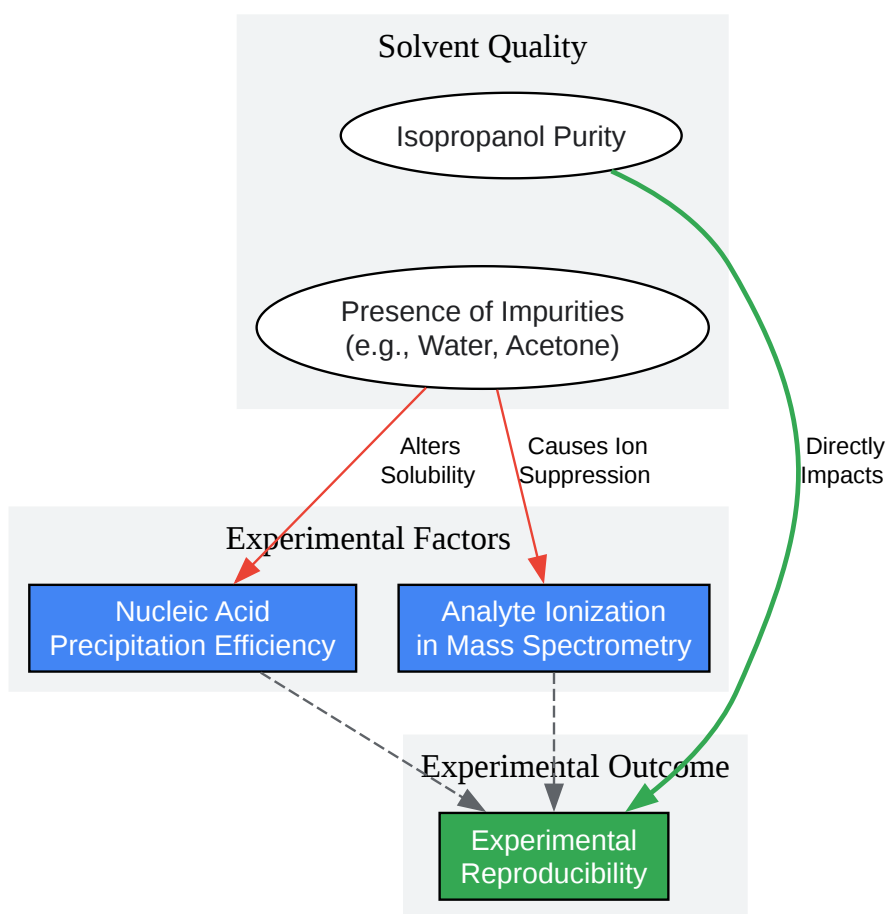 Solvent Quality
Isopropanol Purity
Presence of Impurities
(e.g., Water, Acetone)
Alters
Solubility
Causes Ion
Suppression
Directly
Impacts
Experimental Factors
Nucleic Acid
Precipitation Efficiency
Analyte Ionization
in Mass Spectrometry
Experimental Outcome
Experimental
Reproducibility